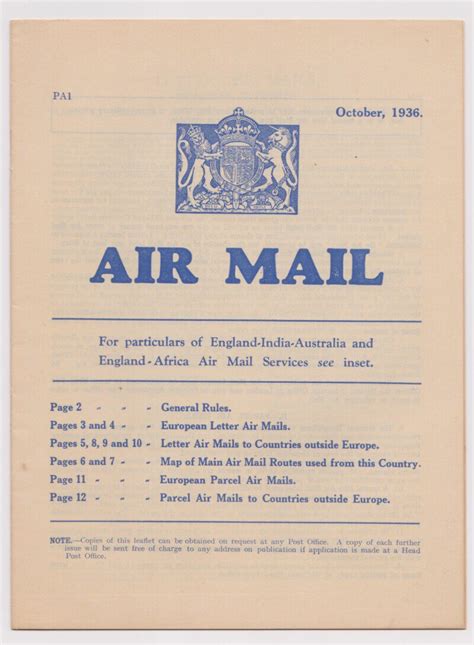 PA1
October, 1936.
AIR MAIL
For particulars of England-India-Australia and
England-Africa Air Mail Services see inset.
Page 2 - - - General Rules.
Pages 3 and 4 - - European Letter Air Mails.
Pages 5, 8, 9 and 10 - Letter Air Mails to Countries outside Europe.
Pages 6 and 7 - - Map of Main Air Mail Routes used from this Country.
Page 11 - - - European Parcel Air Mails.
Page 12 - - - Parcel Air Mails to Countries outside Europe.
NOTE.—Copies of this leaflet can be obtained on request at any Post Office. A copy of each further
issue will be sent free of charge to any address on publication if application is made at a Head
Post Office.